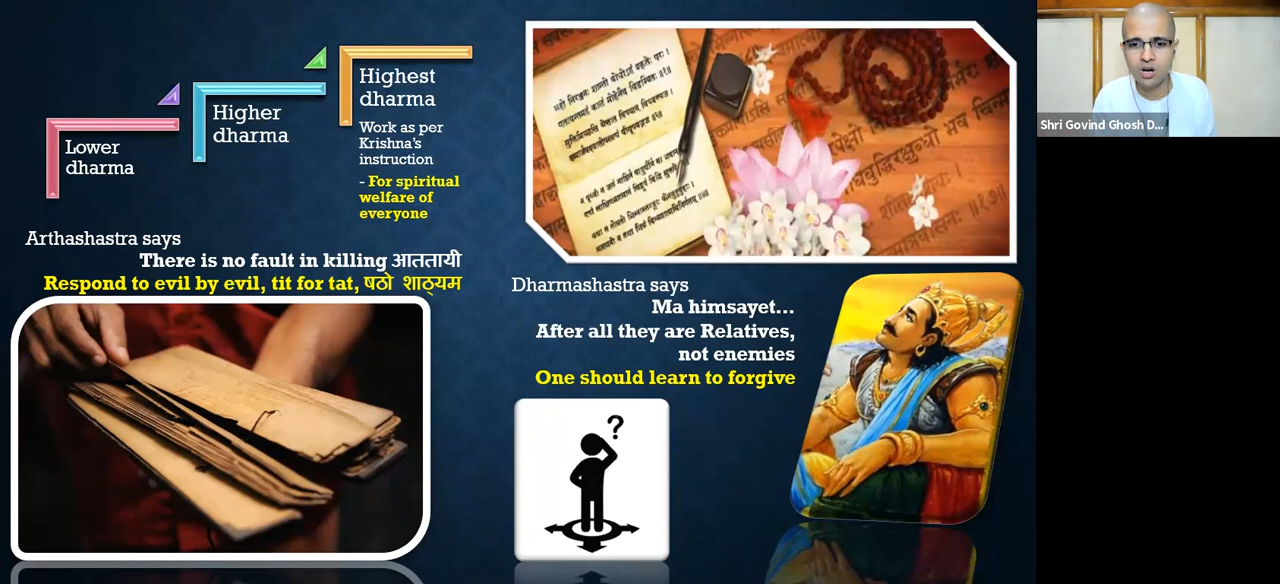 Lower
dharma
Higher
dharma
Highest
dharma
Work as per
Krishna's
instruction
- For spiritual
welfare of
everyone
Arthashastra says
There is no fault in killing आततायी
Respond to evil by evil, tit for tat, षठो शाठ्यम
Dharmashastra says
Ma himsayet...
After all they are Relatives,
not enemies
One should learn to forgive
?
Shri Govind Ghosh D...